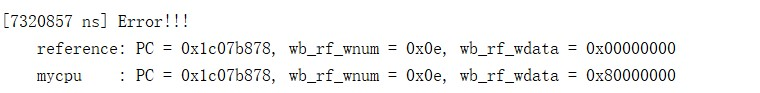 [7320857 ns] Error!!!
reference: PC = 0x1c07b878, wb_rf_wnum = 0x0e, wb_rf_wdata = 0x00000000
mycpu    : PC = 0x1c07b878, wb_rf_wnum = 0x0e, wb_rf_wdata = 0x80000000